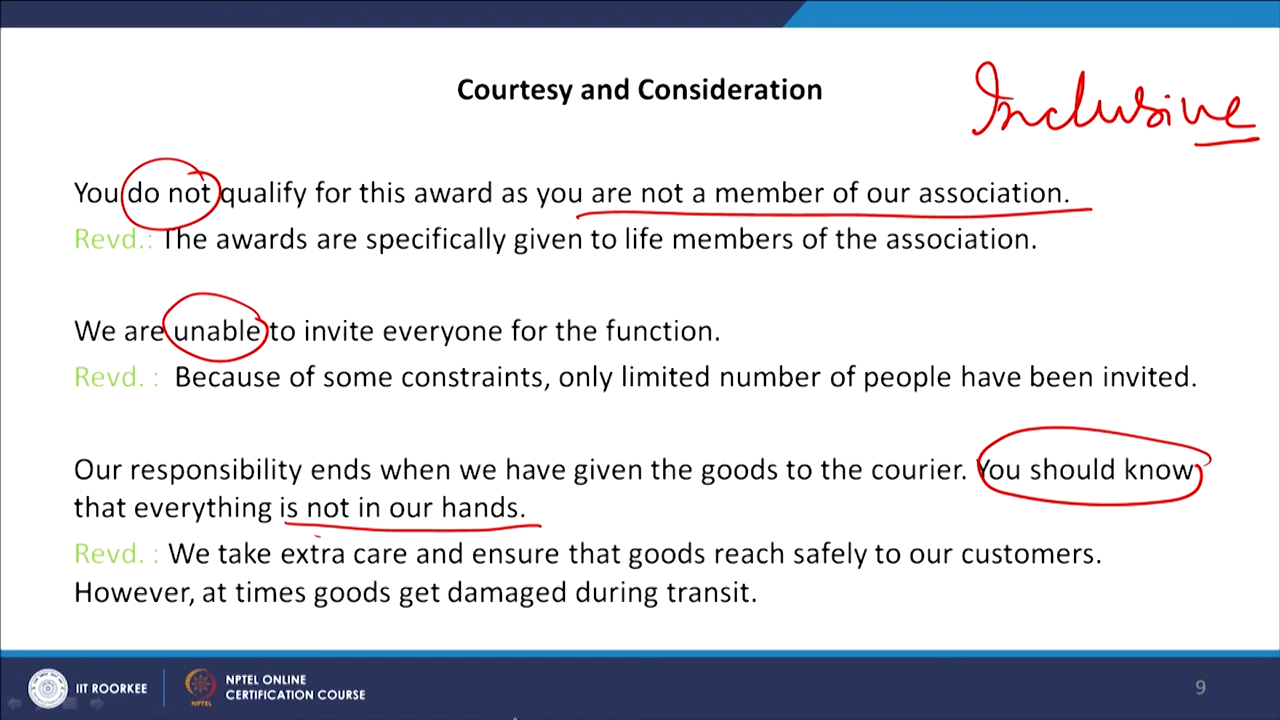 Courtesy and Consideration
Inclusive
You do not qualify for this award as you are not a member of our association.
Revd.: The awards are specifically given to life members of the association.
We are unable to invite everyone for the function.
Revd. : Because of some constraints, only limited number of people have been invited.
Our responsibility ends when we have given the goods to the courier. You should know
that everything is not in our hands.
Revd. : We take extra care and ensure that goods reach safely to our customers.
However, at times goods get damaged during transit.
IIT ROORKEE
NPTEL
NPTEL ONLINE
CERTIFICATION COURSE
9